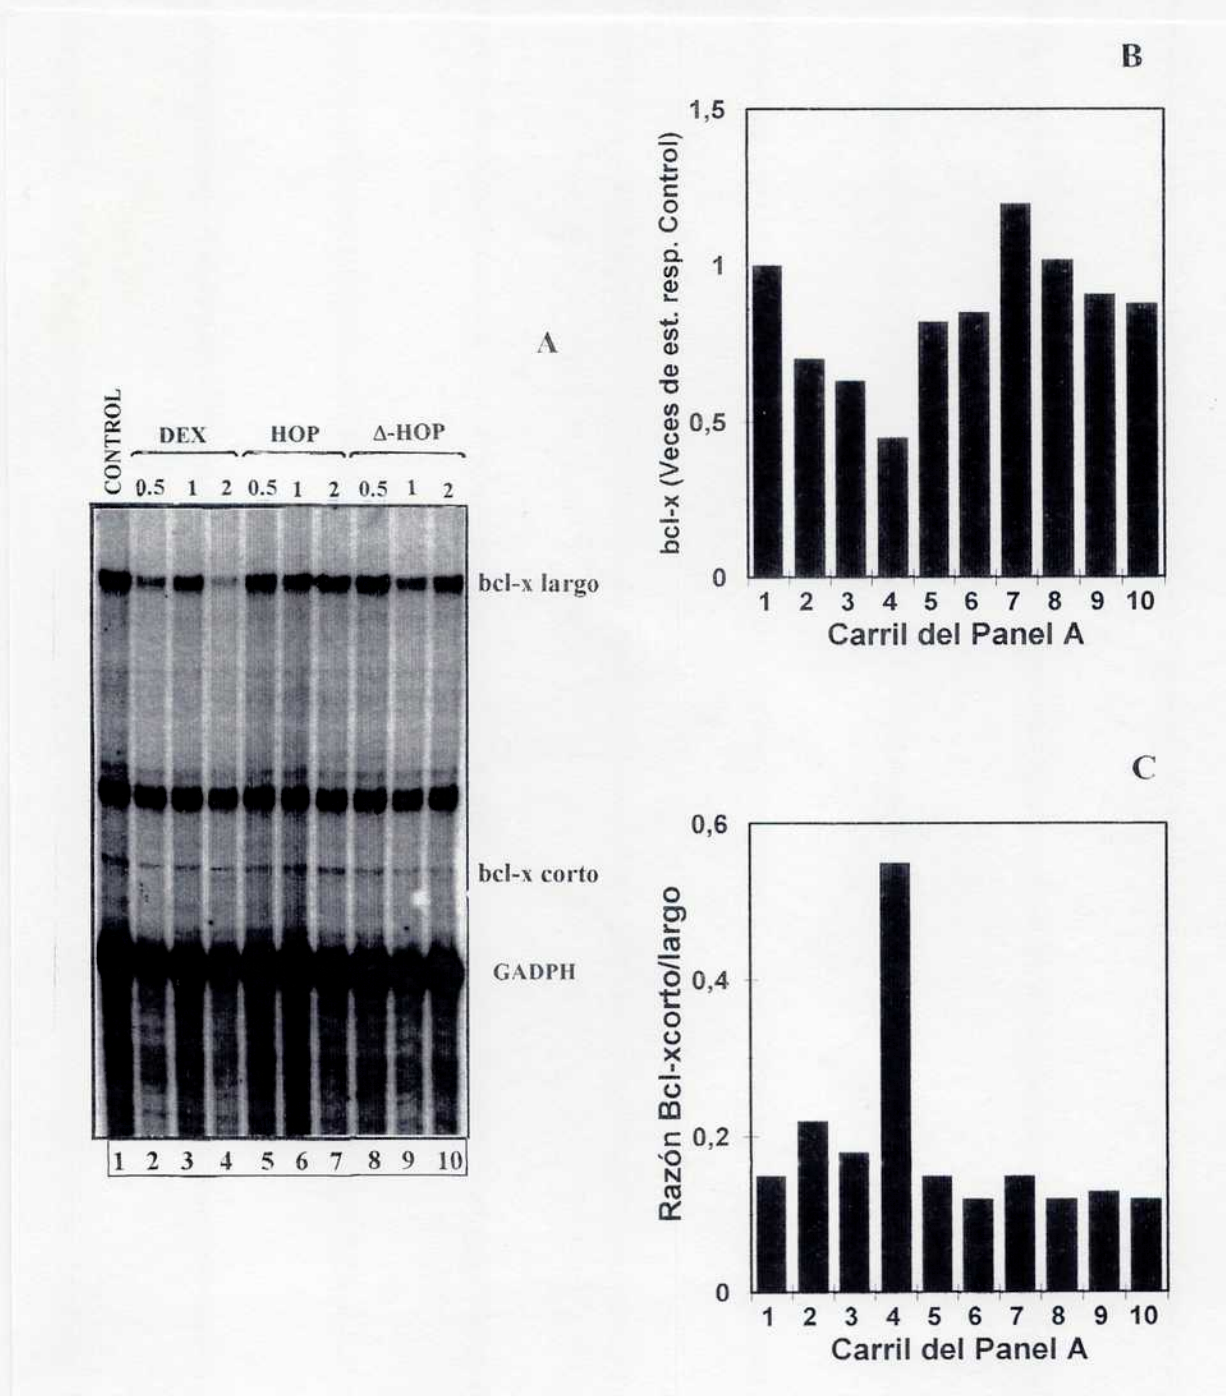 A
CONTROL
DEX HOP Δ-HOP
0.5 1 2 0.5 1 2 0.5 1 2
bcl-x largo
bcl-x corto
GADPH
1 2 3 4 5 6 7 8 9 10
B
bcl-x (Veces de est. resp. Control)
1,5
1
0,5
0
1 2 3 4 5 6 7 8 9 10
Carril del Panel A
C
Razón Bcl-xcorto/largo
0,6
0,4
0,2
0
1 2 3 4 5 6 7 8 9 10
Carril del Panel A